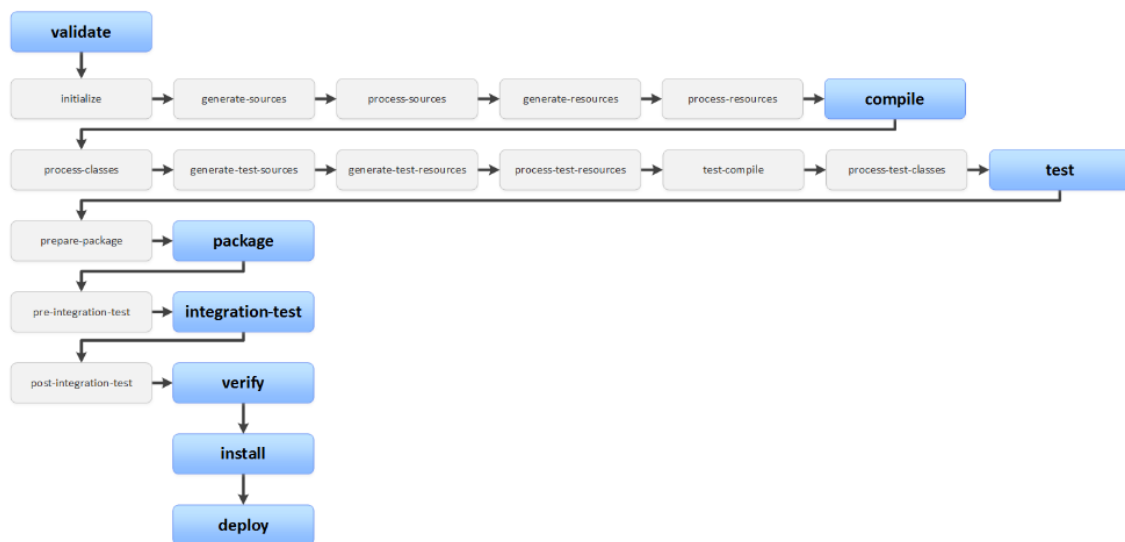 validate
initialize
generate-sources
process-sources
generate-resources
process-resources
compile
process-classes
generate-test-sources
generate-test-resources
process-test-resources
test-compile
process-test-classes
test
prepare-package
package
pre-integration-test
integration-test
post-integration-test
verify
install
deploy